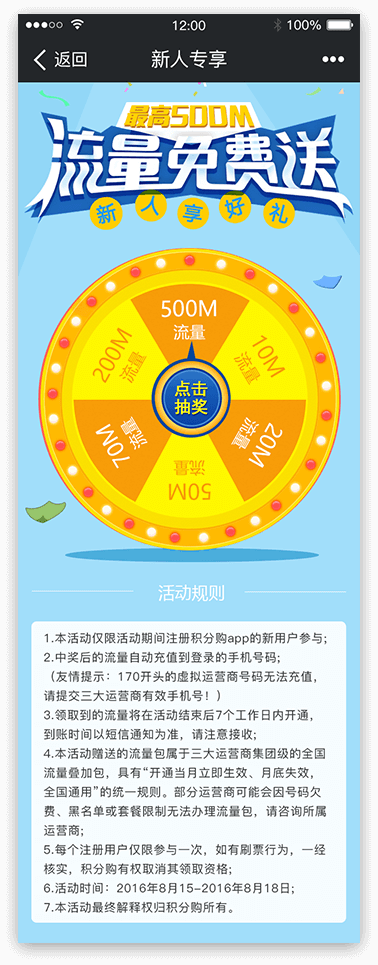 12:00
100%
返回
新人专享
最高500M
流量免费送
新人享好礼
500M
流量
10M
流量
20M
流量
50M
流量
70M
流量
200M
流量
点击
抽奖
活动规则
1.本活动仅限活动期间注册积分购app的新用户参与;
2.中奖后的流量自动充值到登录的手机号码;
（友情提示：170开头的虚拟运营商号码无法充值，
请提交三大运营商有效手机号！）
3.领取到的流量将在活动结束后7个工作日内开通，
到账时间以短信通知为准，请注意接收;
4.本活动赠送的流量包属于三大运营商集团级的全国
流量叠加包，具有“开通当月立即生效、月底失效，
全国通用”的统一规则。部分运营商可能会因号码欠
费、黑名单或套餐限制无法办理流量包，请咨询所属
运营商;
5.每个注册用户仅限参与一次，如有刷票行为，一经
核实，积分购有权取消其领取资格;
6.活动时间：2016年8月15-2016年8月18日;
7.本活动最终解释权归积分购所有。